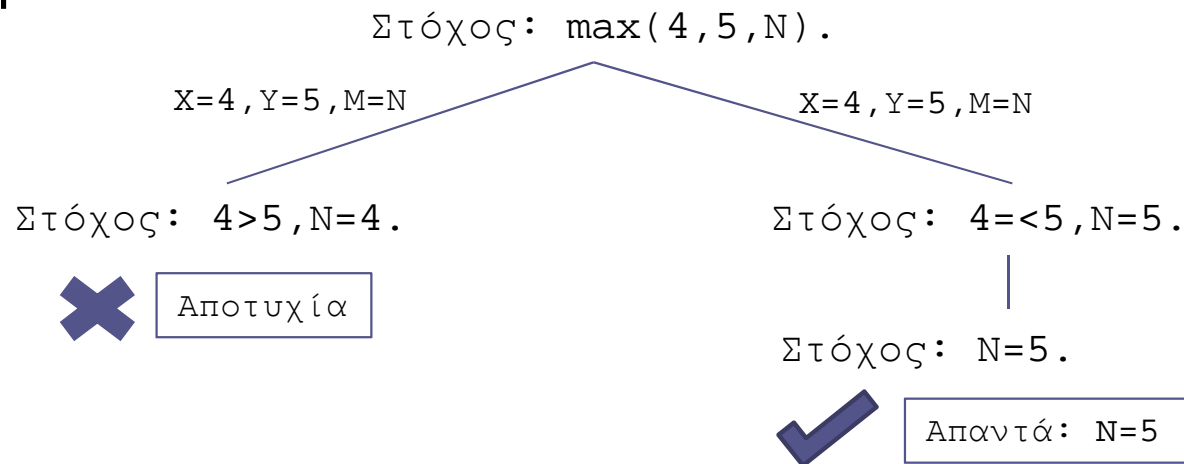 Στόχος: max(4,5,N).
X=4,Y=5,M=N
X=4,Y=5,M=N
Στόχος: 4>5,N=4.
Στόχος: 4=<5,N=5.
Αποτυχία
Στόχος: N=5.
Απαντά: N=5